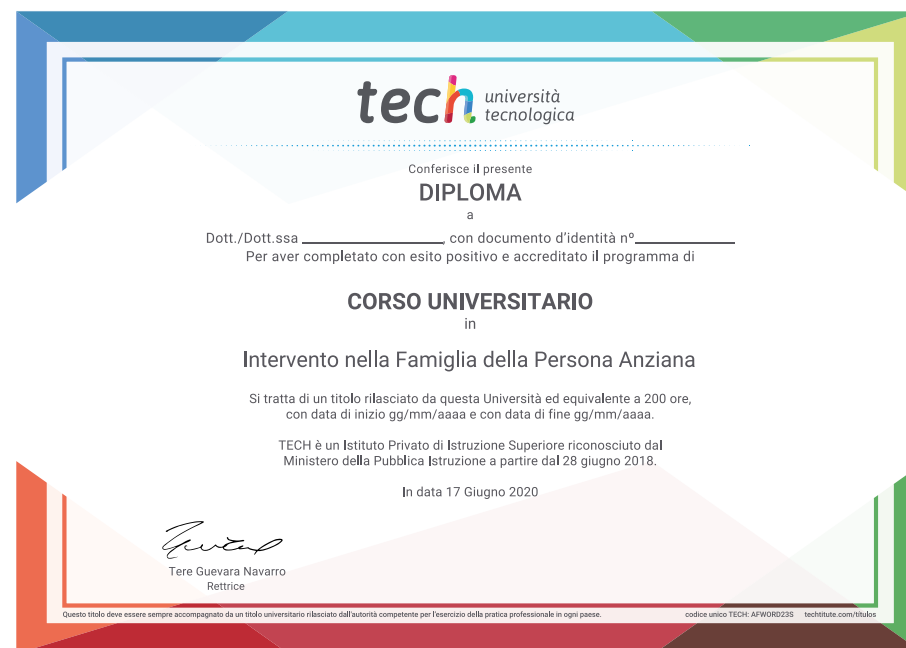 tech università
tecnologica
Conferisce il presente
DIPLOMA
a
Dott./Dott.ssa , con documento d'identità nº
Per aver completato con esito positivo e accreditato il programma di
CORSO UNIVERSITARIO
in
Intervento nella Famiglia della Persona Anziana
Si tratta di un titolo rilasciato da questa Università ed equivalente a 200 ore,
con data di inizio gg/mm/aaaa e con data di fine gg/mm/aaaa.
TECH è un Istituto Privato di Istruzione Superiore riconosciuto dal
Ministero della Pubblica Istruzione a partire dal 28 giugno 2018.
In data 17 Giugno 2020
Tere Guevara Navarro
Rettrice
Questo titolo deve essere sempre accompagnato da un titolo universitario rilasciato dall'autorità competente per l'esercizio della pratica professionale in ogni paese. codice unico TECH: AFWORD23S techtitute.com/titulos